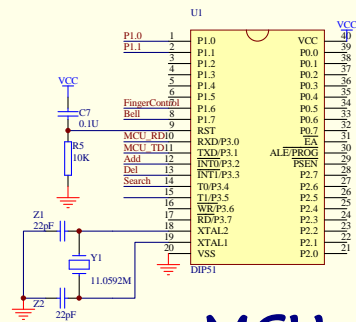 U1
VCC
P1.0 1 P1.0 VCC 40
P1.1 2 P1.1 P0.0 39
3 P1.2 P0.1 38
4 P1.3 P0.2 37
5 P1.4 P0.3 36
6 P1.5 P0.4 35
FingerControl 7 P1.6 P0.5 34
Bell 8 P1.7 P0.6 33
9 RST P0.7 32
MCU_RD 10 RXD/P3.0 EA 31
MCU_TD 11 TXD/P3.1 ALE/PROG 30
Add 12 INT0/P3.2 PSEN 29
Del 13 INT1/P3.3 P2.7 28
Search 14 T0/P3.4 P2.6 27
15 T1/P3.5 P2.5 26
16 WR/P3.6 P2.4 25
17 RD/P3.7 P2.3 24
18 XTAL2 P2.2 23
19 XTAL1 P2.1 22
20 VSS P2.0 21
DIP51
VCC
C7
0.1U
R5
10K
Z1
22pF
Y1
11.0592M
Z2
22pF